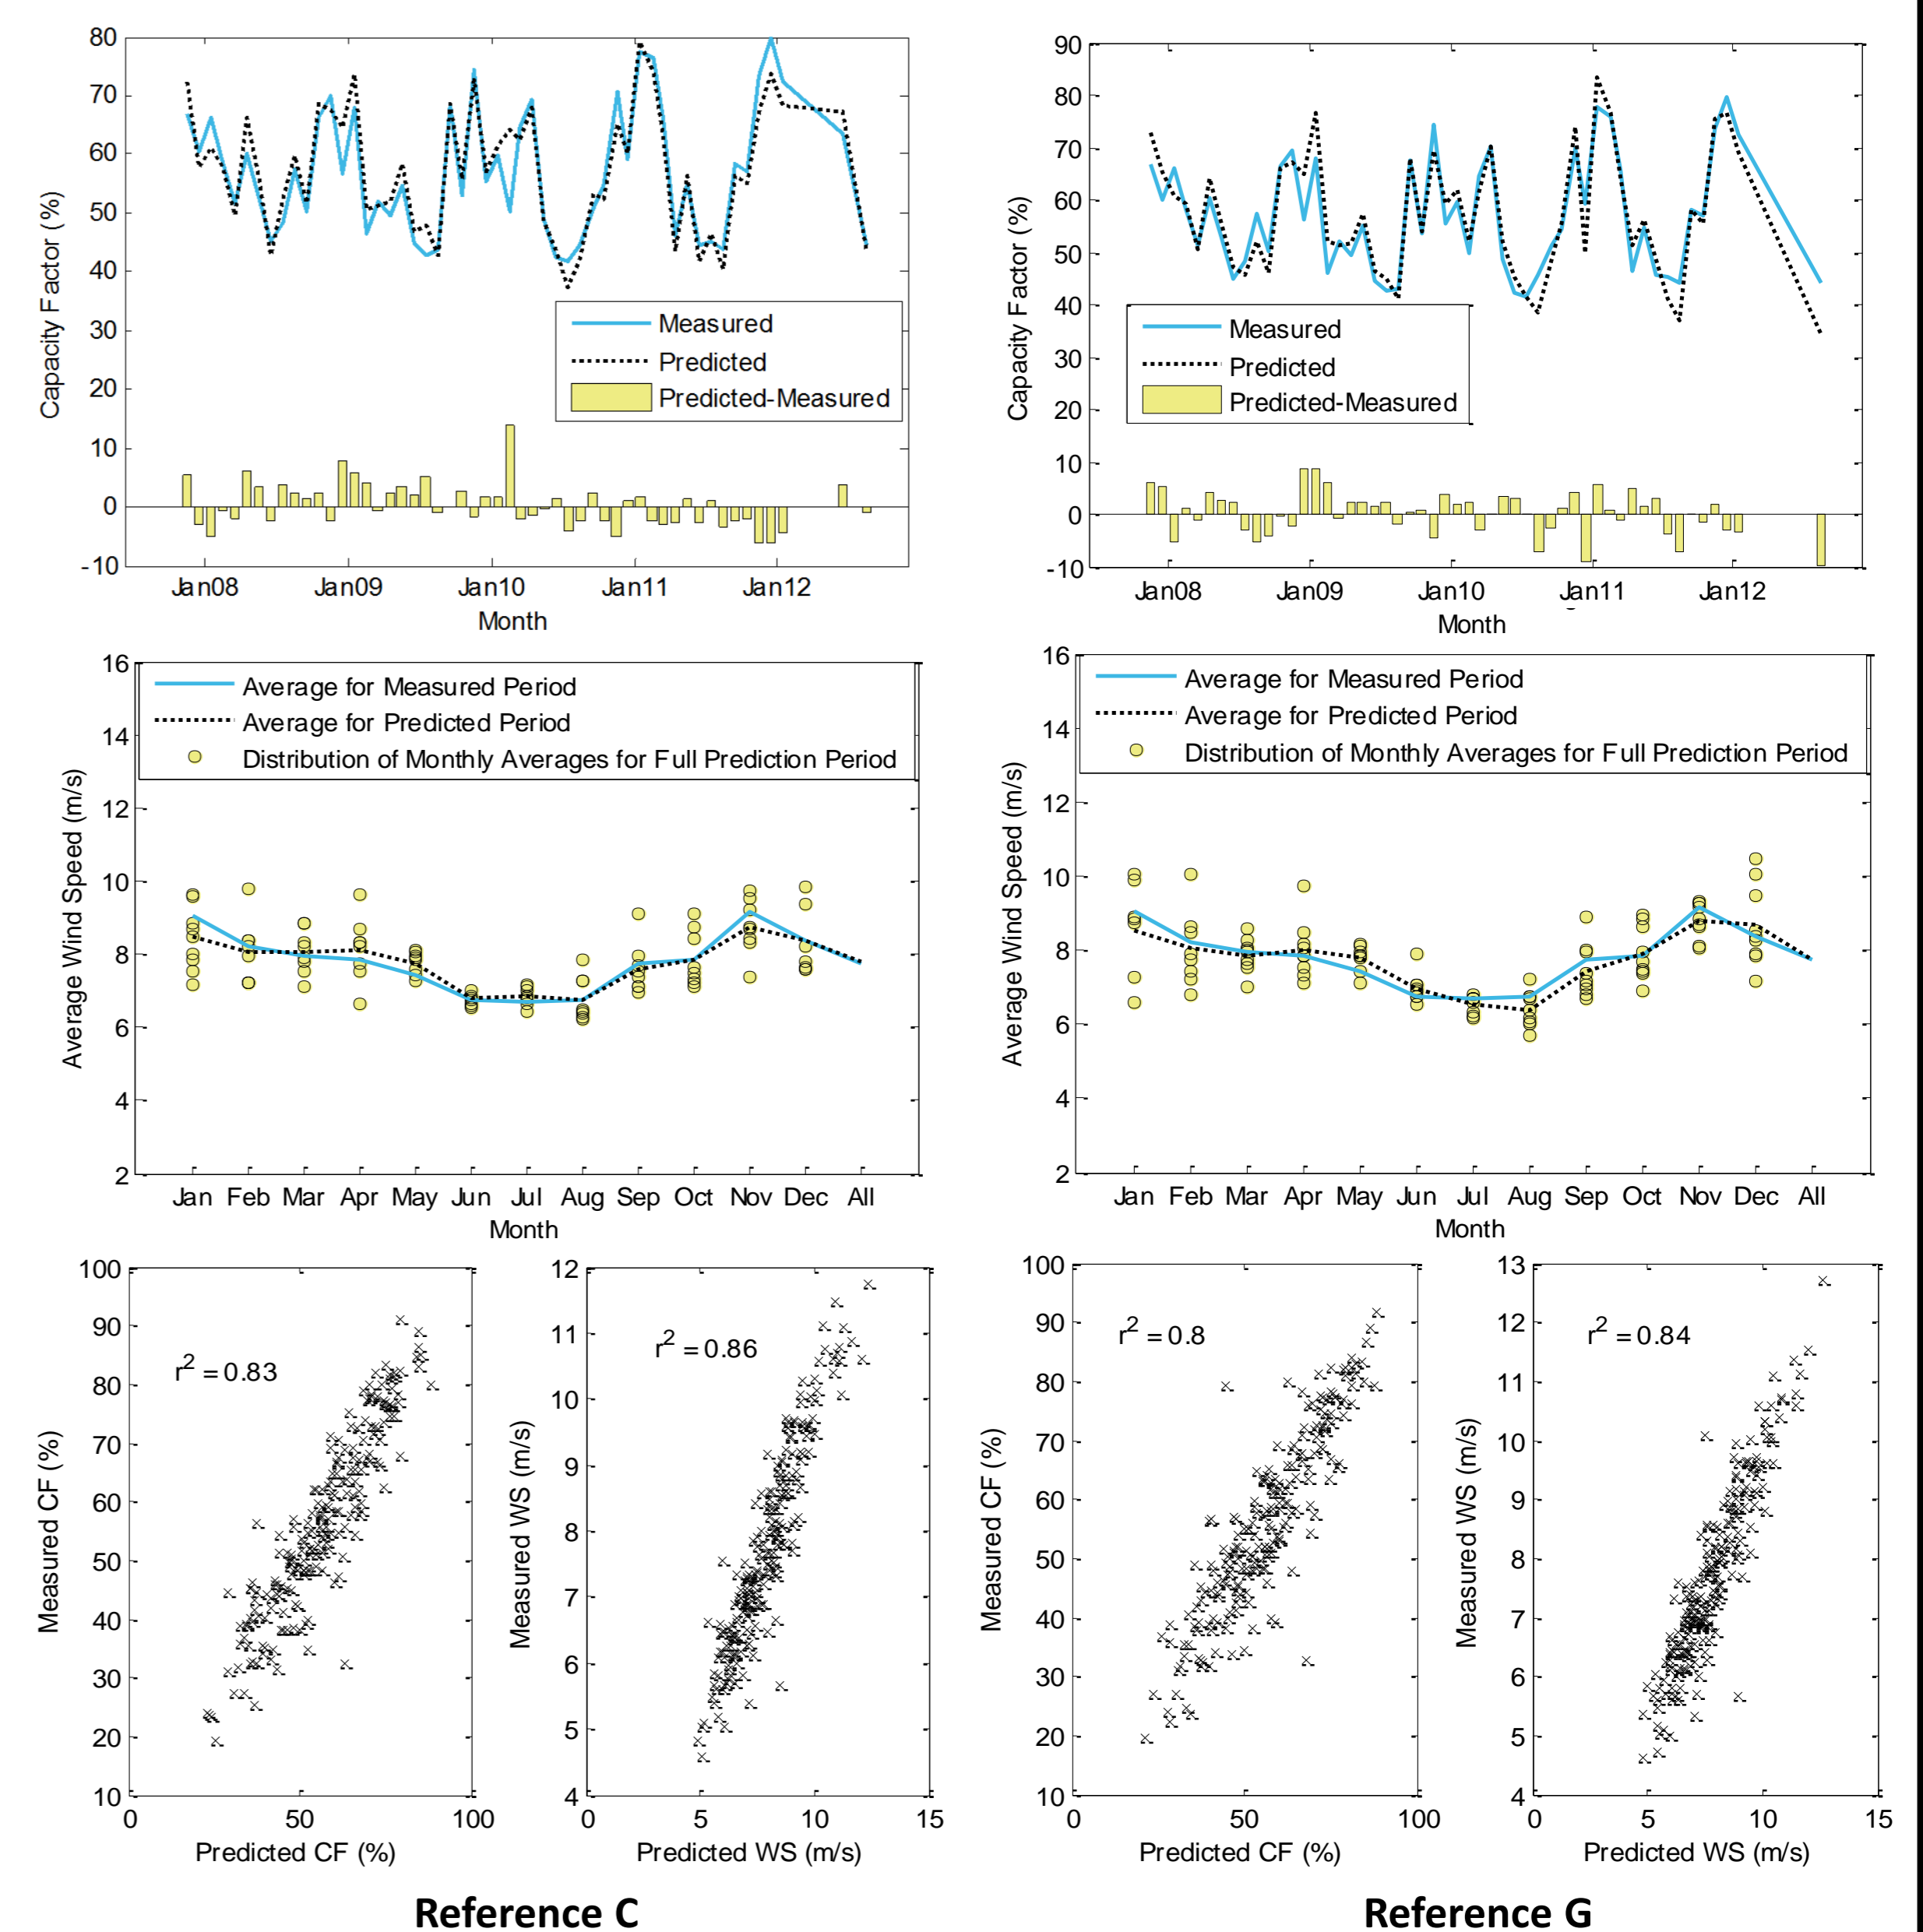 80
70
60
50
40
30
20
10
0
-10
Capacity Factor (%)
Measured
Predicted
Predicted-Measured
Jan08 Jan09 Jan10 Jan11 Jan12
Month
90
80
70
60
50
40
30
20
10
0
-10
Capacity Factor (%)
Measured
Predicted
Predicted-Measured
Jan08 Jan09 Jan10 Jan11 Jan12
Month
16
14
12
10
8
6
4
2
Average Wind Speed (m/s)
Average for Measured Period
Average for Predicted Period
Distribution of Monthly Averages for Full Prediction Period
Jan Feb Mar Apr May Jun Jul Aug Sep Oct Nov Dec All
Month
16
14
12
10
8
6
4
2
Average Wind Speed (m/s)
Average for Measured Period
Average for Predicted Period
Distribution of Monthly Averages for Full Prediction Period
Jan Feb Mar Apr May Jun Jul Aug Sep Oct Nov Dec All
Month
100
90
80
70
60
50
40
30
20
10
Measured CF (%)
r² = 0.83
0 50 100
Predicted CF (%)
12
11
10
9
8
7
6
5
4
Measured WS (m/s)
r² = 0.86
0 5 10 15
Predicted WS (m/s)
100
90
80
70
60
50
40
30
20
10
Measured CF (%)
r² = 0.8
0 50 100
Predicted CF (%)
13
12
11
10
9
8
7
6
5
4
Measured WS (m/s)
r² = 0.84
0 5 10 15
Predicted WS (m/s)
Reference C
Reference G